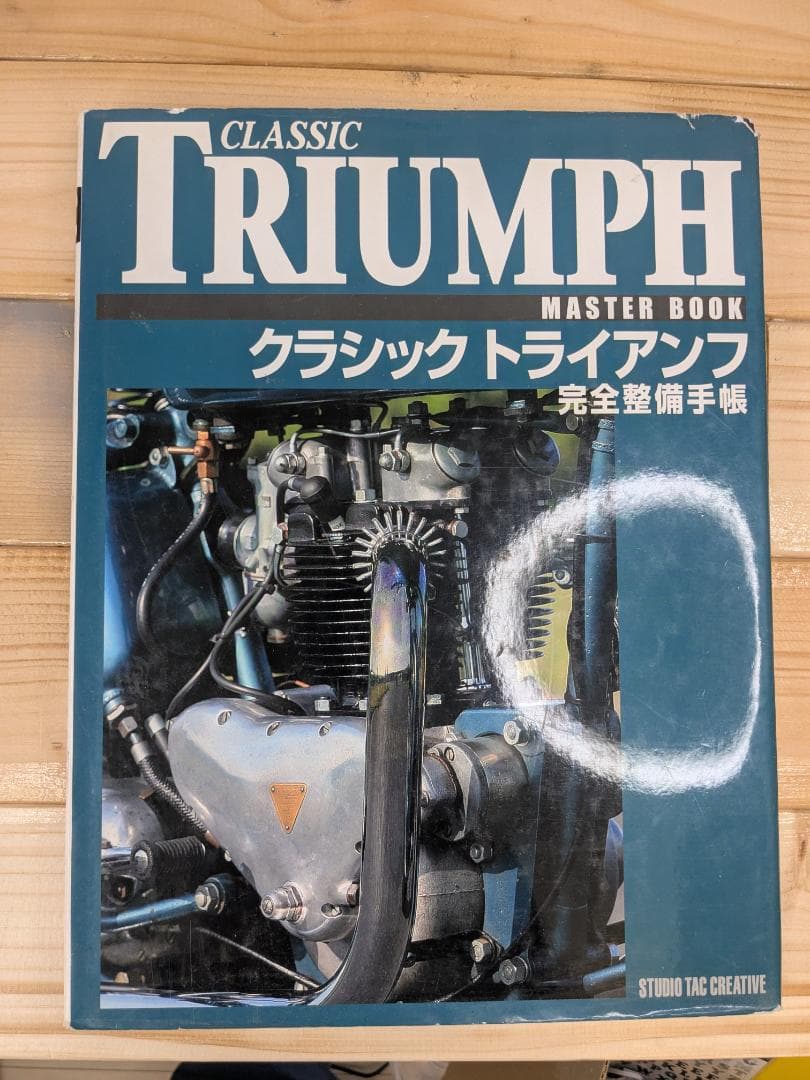 CLASSIC
TRIUMPH
MASTER BOOK
クラシック トライアンフ
完全整備手帳
STUDIO TAC CREATIVE